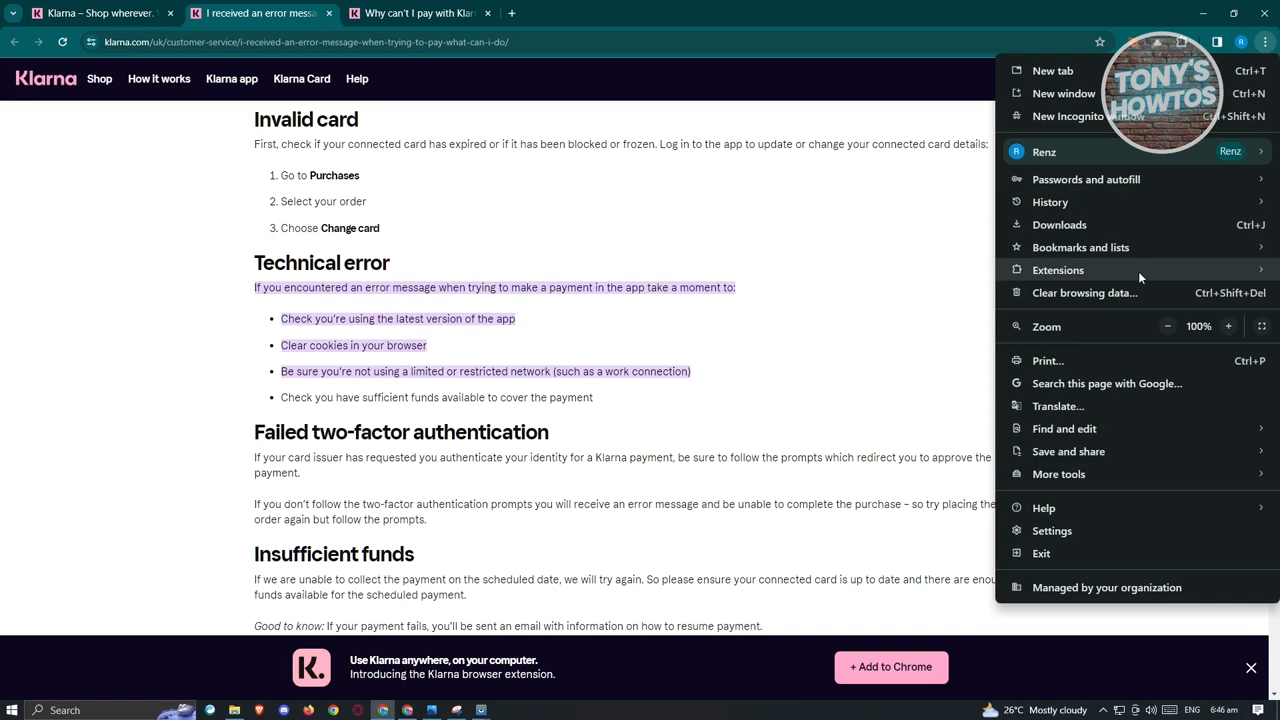 Klarna – Shop wherever.
I received an error messa
Why can't I pay with Klar
klarna.com/uk/customer-service/i-received-an-error-message-when-trying-to-pay-what-can-i-do/
R
Klarna
Shop
How it works
Klarna app
Klarna Card
Help
TONY'S
HOWTOS
Invalid card
First, check if your connected card has expired or if it has been blocked or frozen. Log in to the app to update or change your connected card details:
1. Go to Purchases
2. Select your order
3. Choose Change card
Technical error
If you encountered an error message when trying to make a payment in the app take a moment to:
• Check you're using the latest version of the app
• Clear cookies in your browser
• Be sure you're not using a limited or restricted network (such as a work connection)
• Check you have sufficient funds available to cover the payment
Failed two-factor authentication
If your card issuer has requested you authenticate your identity for a Klarna payment, be sure to follow the prompts which redirect you to approve the
payment.
If you don't follow the two-factor authentication prompts you will receive an error message and be unable to complete the purchase – so try placing the
order again but follow the prompts.
Insufficient funds
If we are unable to collect the payment on the scheduled date, we will try again. So please ensure your connected card is up to date and there are enou
funds available for the scheduled payment.
Good to know: If your payment fails, you'll be sent an email with information on how to resume payment.
New tab Ctrl+T
New window Ctrl+N
New Incognito window Ctrl+Shift+N
R Renz Renz
Passwords and autofill
History
Downloads Ctrl+J
Bookmarks and lists
Extensions
Clear browsing data... Ctrl+Shift+Del
Zoom − 100% +
Print... Ctrl+P
Search this page with Google...
Translate...
Find and edit
Save and share
More tools
Help
Settings
Exit
Managed by your organization
K.
Use Klarna anywhere, on your computer.
Introducing the Klarna browser extension.
+ Add to Chrome
Search
26°C Mostly cloudy
6:46 am